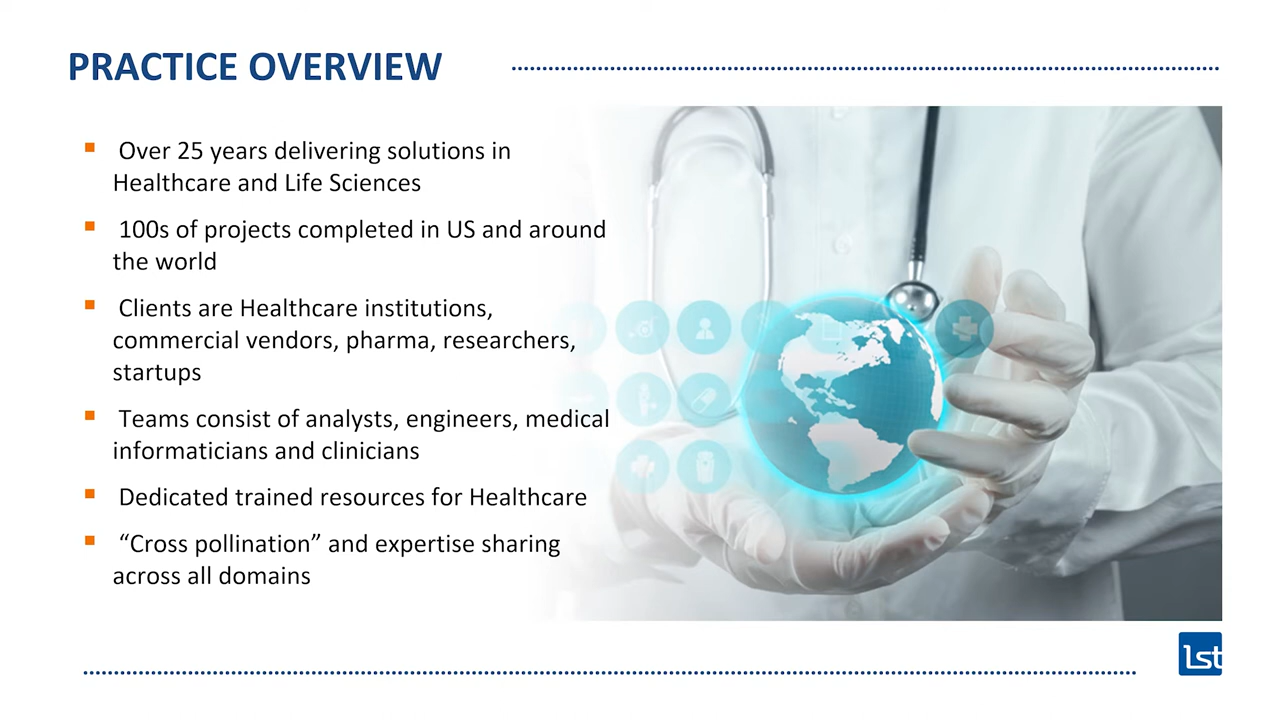 PRACTICE OVERVIEW
Over 25 years delivering solutions in
Healthcare and Life Sciences
100s of projects completed in US and around
the world
Clients are Healthcare institutions,
commercial vendors, pharma, researchers,
startups
Teams consist of analysts, engineers, medical
informaticians and clinicians
Dedicated trained resources for Healthcare
“Cross pollination” and expertise sharing
across all domains
1st